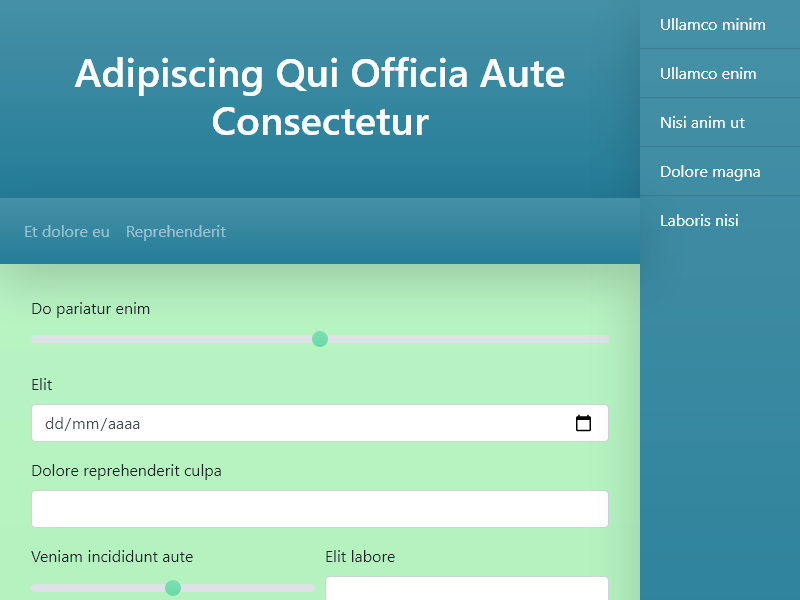 Adipiscing Qui Officia Aute
Consectetur
Et dolore eu
Reprehenderit
Do pariatur enim
Elit
dd/mm/aaaa
Dolore reprehenderit culpa
Veniam incididunt aute
Elit labore
Ullamco minim
Ullamco enim
Nisi anim ut
Dolore magna
Laboris nisi